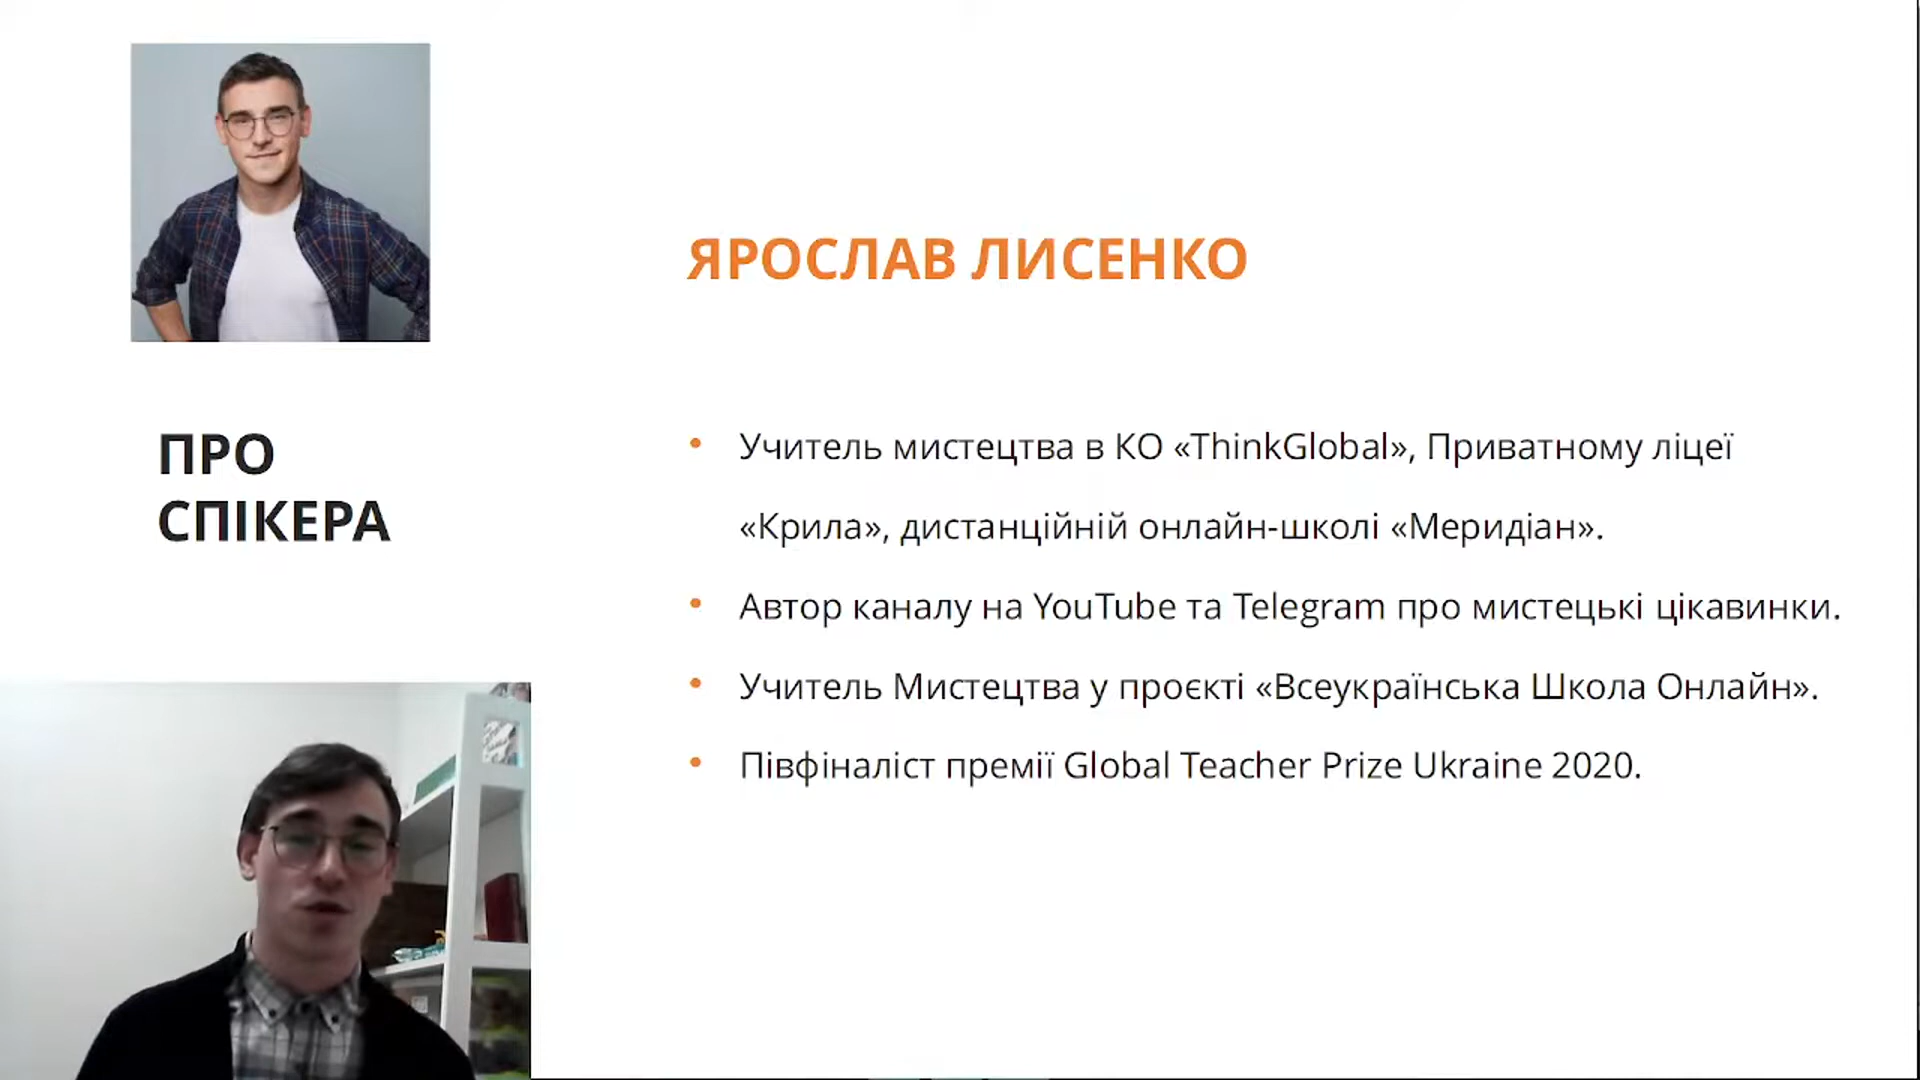 ЯРОСЛАВ ЛИСЕНКО
ПРО
СПІКЕРА
• Учитель мистецтва в КО «ThinkGlobal», Приватному ліцеї
«Крила», дистанційній онлайн-школі «Меридіан».
• Автор каналу на YouTube та Telegram про мистецькі цікавинки.
• Учитель Мистецтва у проєкті «Всеукраїнська Школа Онлайн».
• Півфіналіст премії Global Teacher Prize Ukraine 2020.